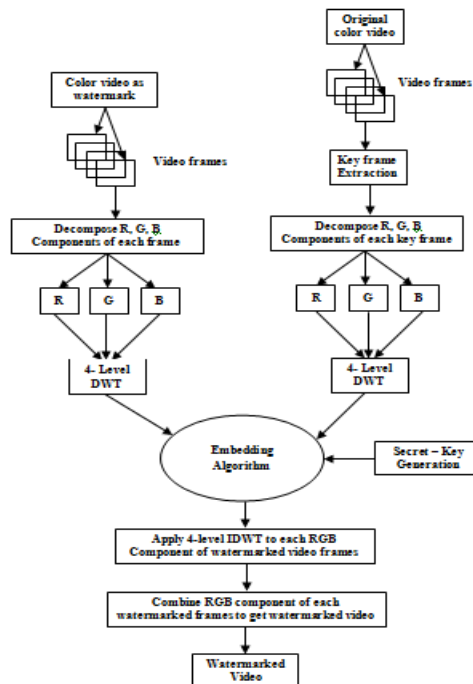 Original
color video
Color video as
watermark
Video frames
Video frames
Key frame
Extraction
Decompose R, G, B,
Components of each frame
Decompose R, G, B,
Components of each key frame
R
G
B
R
G
B
4- Level
DWT
4- Level
DWT
Embedding
Algorithm
Secret – Key
Generation
Apply 4-level IDWT to each RGB
Component of watermarked video frames
Combine RGB component of each
watermarked frames to get watermarked video
Watermarked
Video